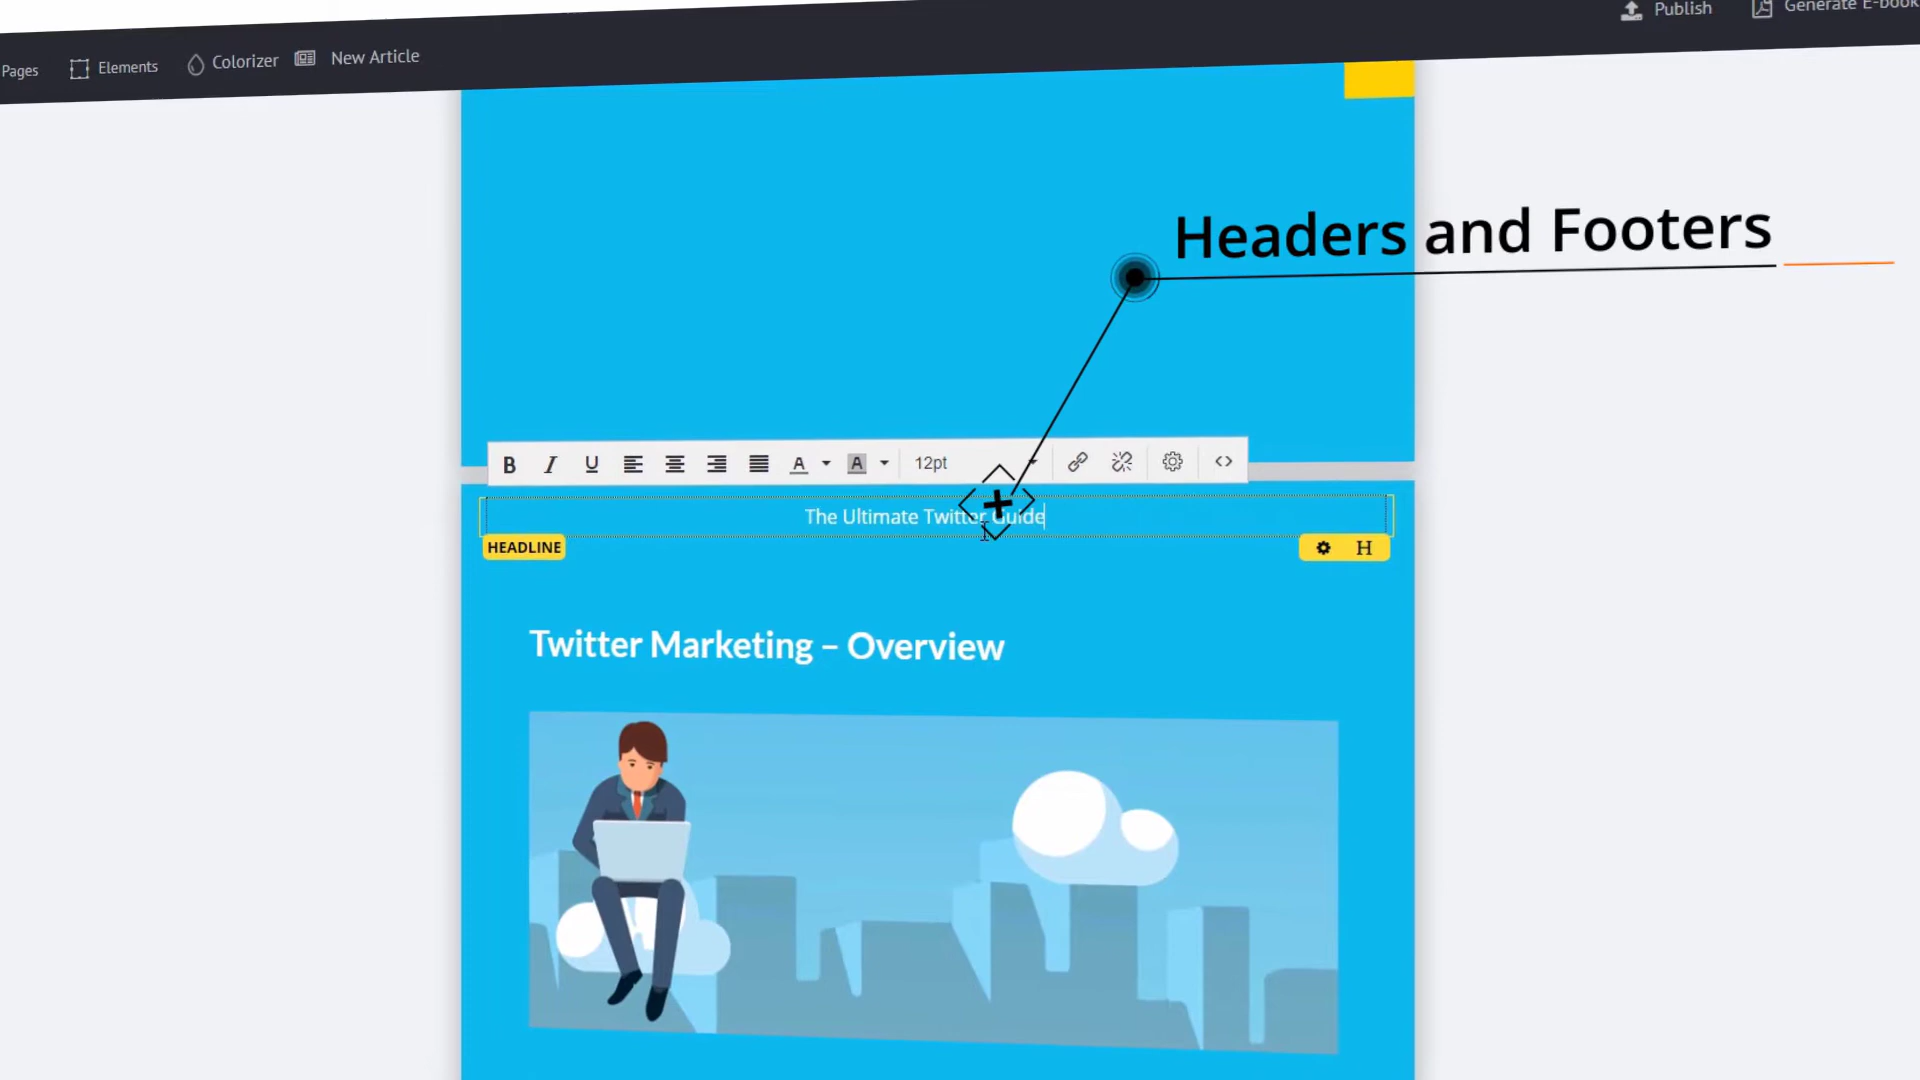 Publish
Generate E-book
Pages
Elements
Colorizer
New Article
Headers and Footers
B I U A A 12pt
The Ultimate Twitter Guide
HEADLINE
H
Twitter Marketing – Overview